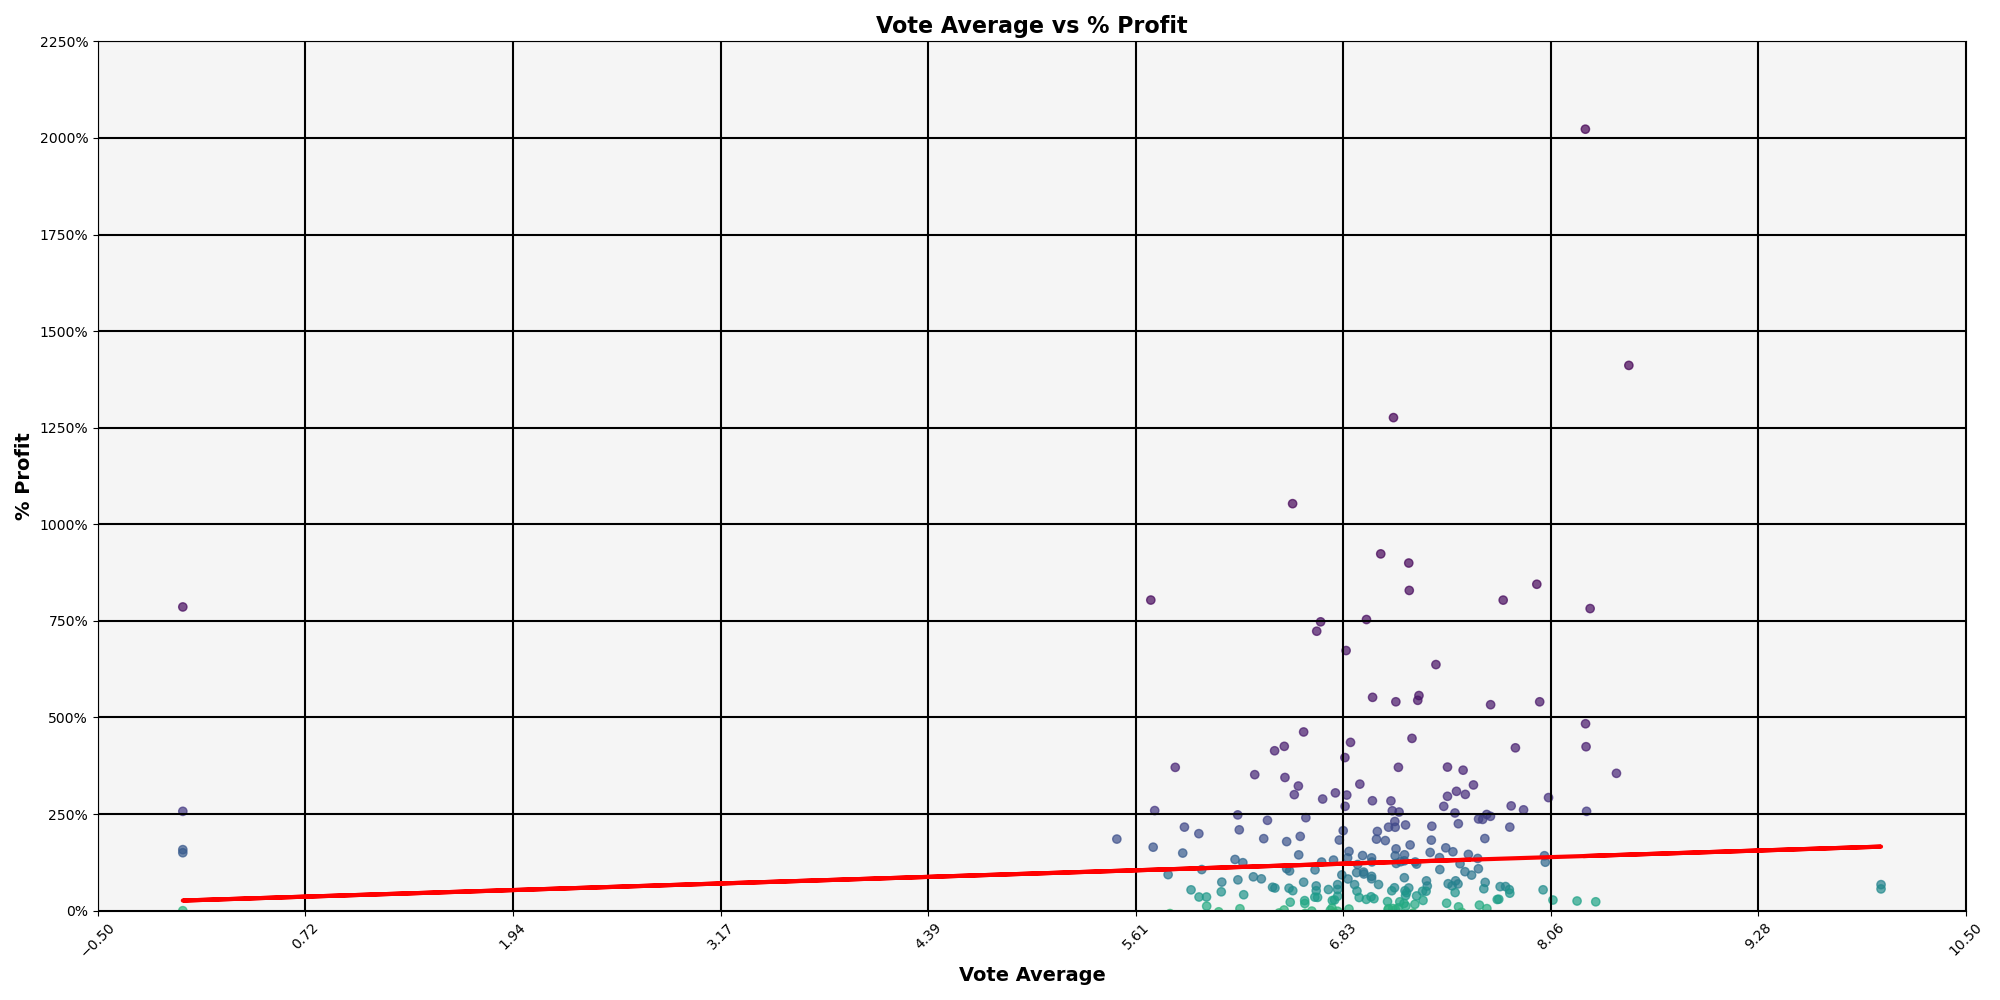 Vote Average vs % Profit
2250%
2000%
1750%
1500%
1250%
1000%
750%
500%
250%
0%
% Profit
−0.50 0.72 1.94 3.17 4.39 5.61 6.83 8.06 9.28 10.50
Vote Average